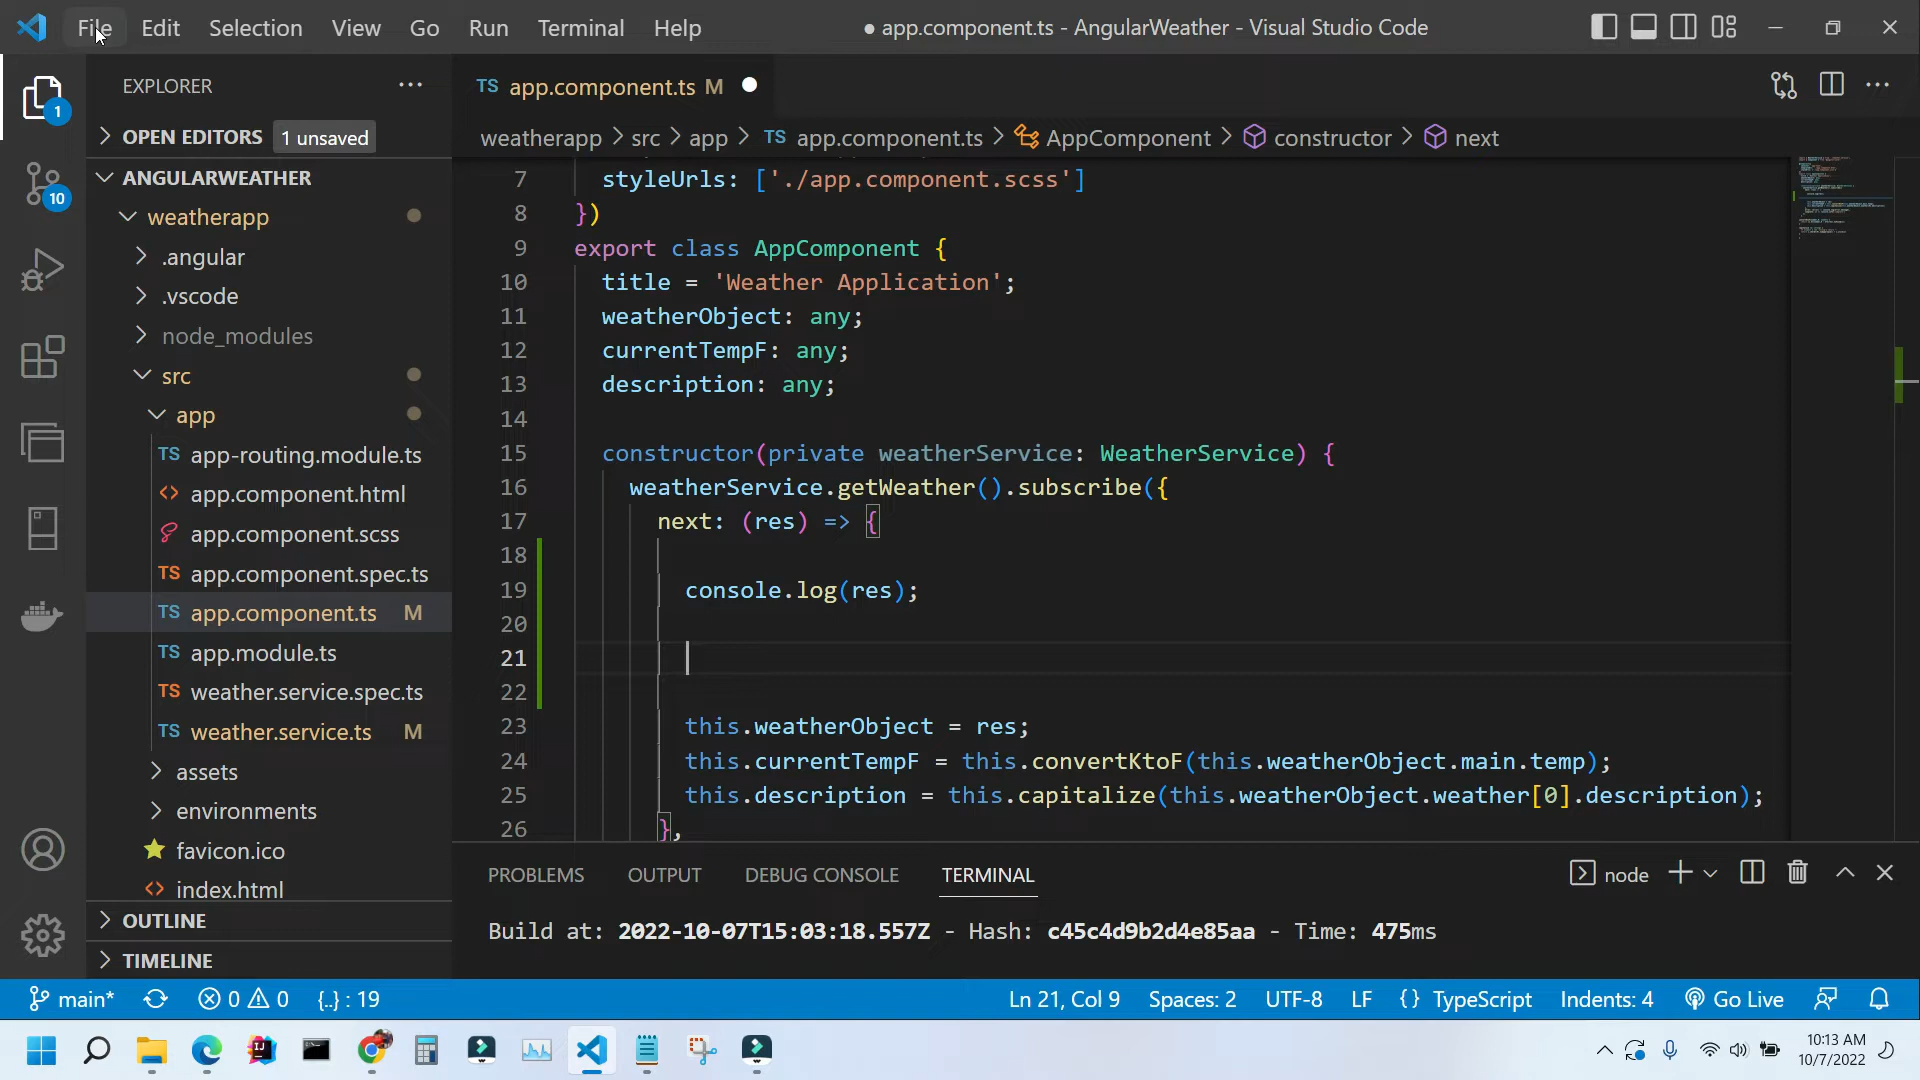 File Edit Selection View Go Run Terminal Help
● app.component.ts - AngularWeather - Visual Studio Code
EXPLORER
1
OPEN EDITORS 1 unsaved
ANGULARWEATHER
10
weatherapp
.angular
.vscode
node_modules
src
app
TS app-routing.module.ts
<> app.component.html
app.component.scss
TS app.component.spec.ts
TS app.component.ts M
TS app.module.ts
TS weather.service.spec.ts
TS weather.service.ts M
assets
environments
favicon.ico
<> index.html
OUTLINE
TIMELINE
TS app.component.ts M
weatherapp > src > app > TS app.component.ts > AppComponent > constructor > next
7 styleUrls: ['./app.component.scss']
8 })
9 export class AppComponent {
10 title = 'Weather Application';
11 weatherObject: any;
12 currentTempF: any;
13 description: any;
14
15 constructor(private weatherService: WeatherService) {
16 weatherService.getWeather().subscribe({
17 next: (res) => {
18
19 console.log(res);
20
21
22
23 this.weatherObject = res;
24 this.currentTempF = this.convertKtoF(this.weatherObject.main.temp);
25 this.description = this.capitalize(this.weatherObject.weather[0].description);
26 },
PROBLEMS OUTPUT DEBUG CONSOLE TERMINAL
node
Build at: 2022-10-07T15:03:18.557Z - Hash: c45c4d9b2d4e85aa - Time: 475ms
main* 0 0 {..} : 19
Ln 21, Col 9 Spaces: 2 UTF-8 LF {} TypeScript Indents: 4 Go Live
10:13 AM
10/7/2022